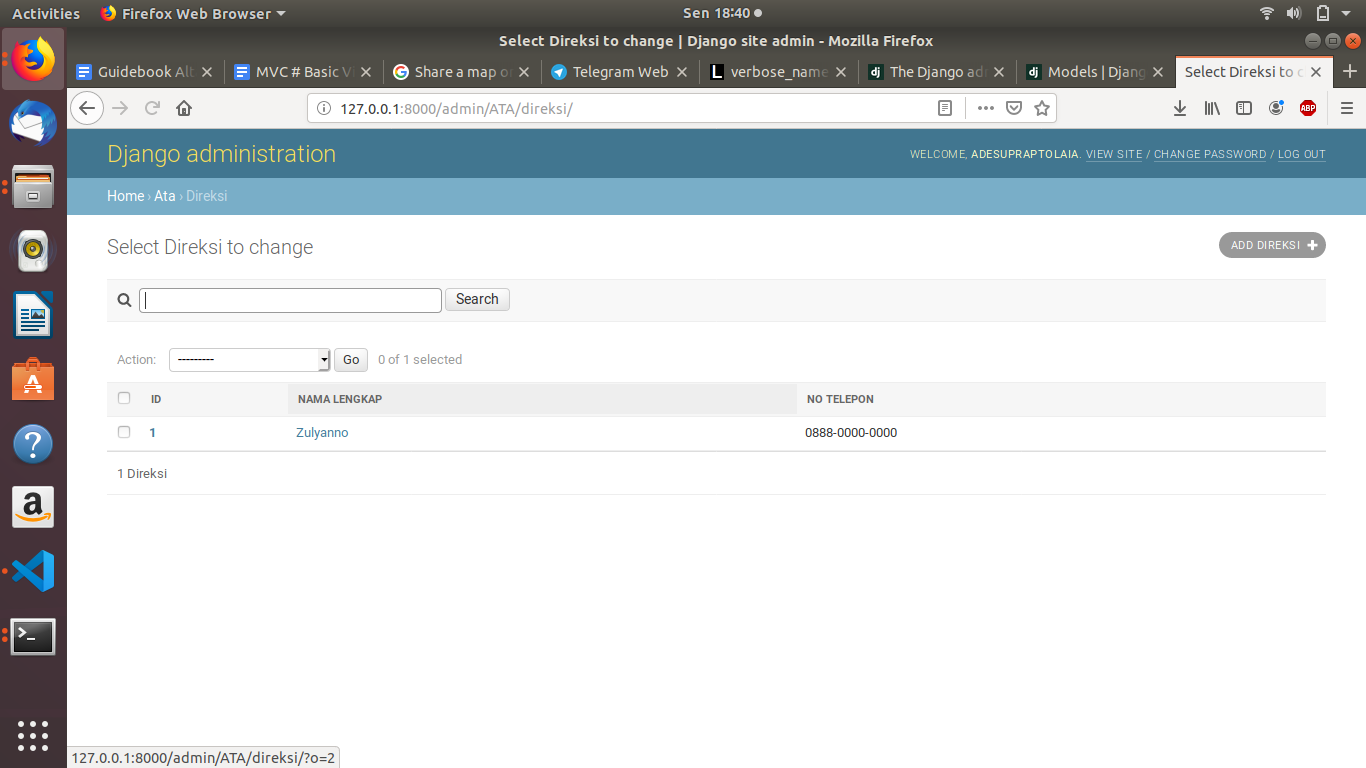 Activities Firefox Web Browser Sen 18:40
Select Direksi to change | Django site admin - Mozilla Firefox
Guidebook Alt MVC # Basic V Share a map o Telegram Web verbose_name The Django ad Models | Djang Select Direksi to c
127.0.0.1:8000/admin/ATA/direksi/ ABP
Django administration WELCOME, ADESUPRAPTOLAIA. VIEW SITE / CHANGE PASSWORD / LOG OUT
Home › Ata › Direksi
Select Direksi to change ADD DIREKSI +
Search
Action: --------- Go 0 of 1 selected
ID NAMA LENGKAP NO TELEPON
1 Zulyanno 0888-0000-0000
1 Direksi
127.0.0.1:8000/admin/ATA/direksi/?o=2